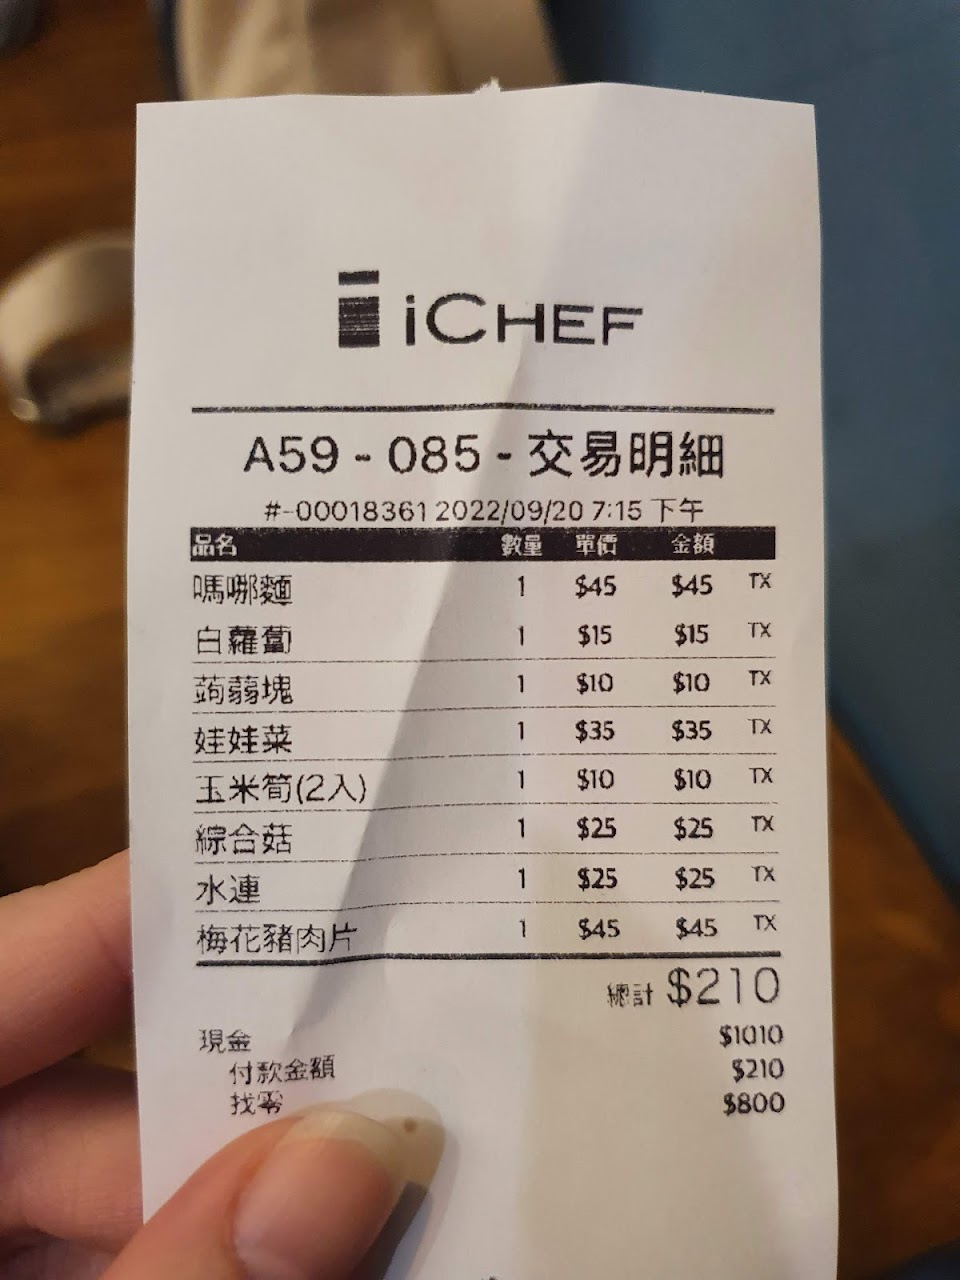 iCHEF
A59 - 085 - 交易明細
#-00018361 2022/09/20 7:15 下午
品名 數量 單價 金額
嗎哪麵 1 $45 $45 TX
白蘿蔔 1 $15 $15 TX
蒟蒻塊 1 $10 $10 TX
娃娃菜 1 $35 $35 TX
玉米筍(2入) 1 $10 $10 TX
綜合菇 1 $25 $25 TX
水蓮 1 $25 $25 TX
梅花豬肉片 1 $45 $45 TX
總計 $210
現金 $1010
付款金額 $210
找零 $800